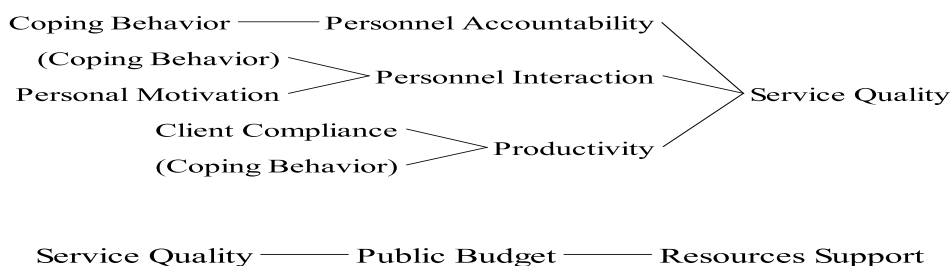 Coping Behavior Personnel Accountability
(Coping Behavior)
Personnel Interaction
Personal Motivation
Service Quality
Client Compliance
Productivity
(Coping Behavior)
Service Quality Public Budget Resources Support